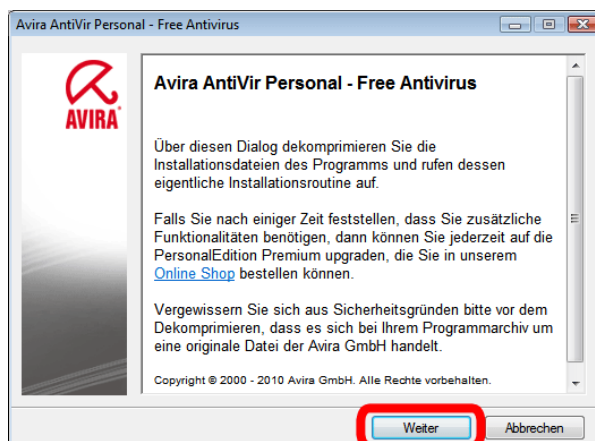 Avira AntiVir Personal - Free Antivirus
AVIRA
Avira AntiVir Personal - Free Antivirus
Über diesen Dialog dekomprimieren Sie die
Installationsdateien des Programms und rufen dessen
eigentliche Installationsroutine auf.
Falls Sie nach einiger Zeit feststellen, dass Sie zusätzliche
Funktionalitäten benötigen, dann können Sie jederzeit auf die
PersonalEdition Premium upgraden, die Sie in unserem
Online Shop bestellen können.
Vergewissern Sie sich aus Sicherheitsgründen bitte vor dem
Dekomprimieren, dass es sich bei Ihrem Programmarchiv um
eine originale Datei der Avira GmbH handelt.
Copyright © 2000 - 2010 Avira GmbH. Alle Rechte vorbehalten.
Weiter
Abbrechen